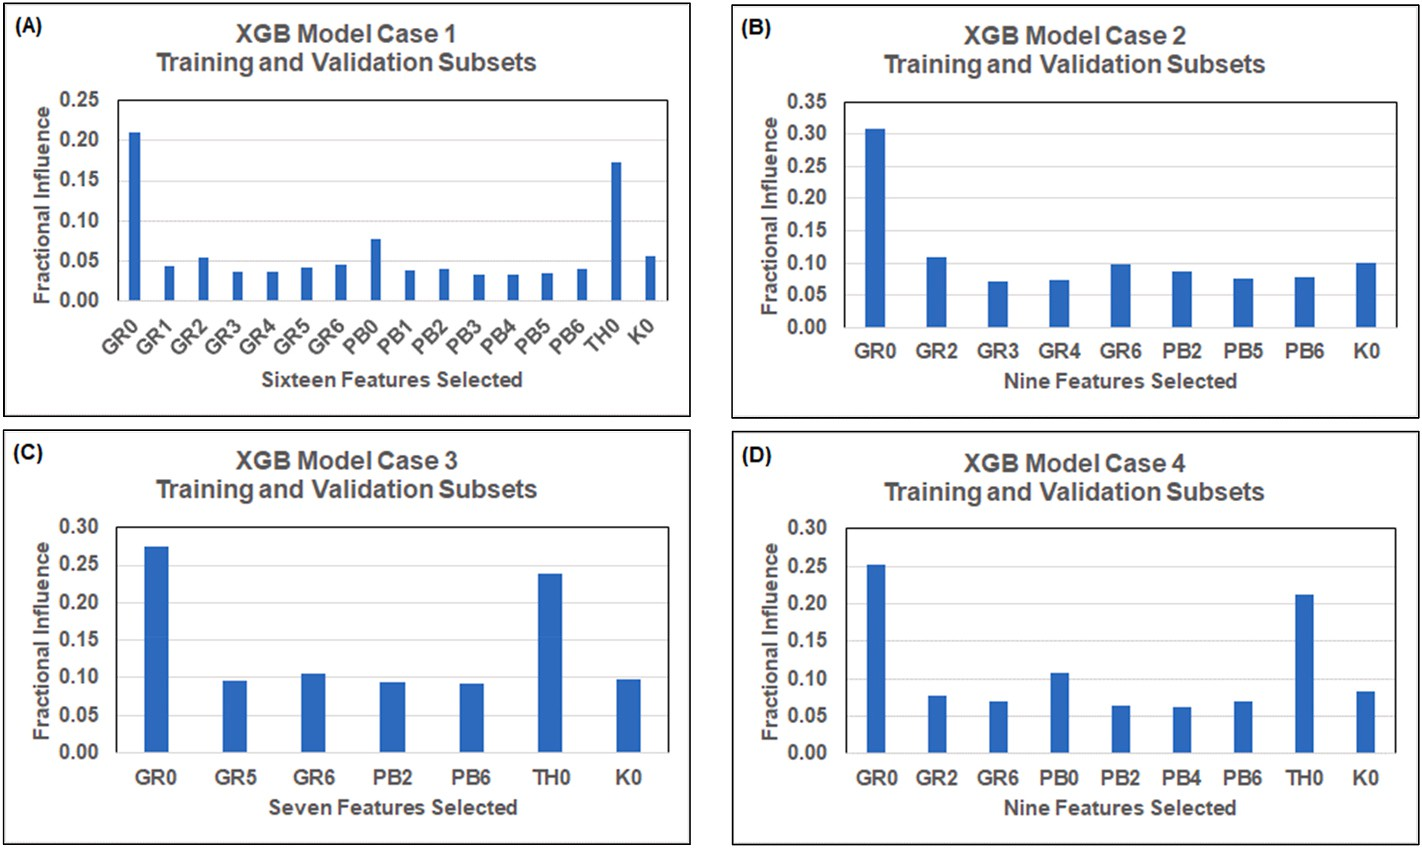 (A)
XGB Model Case 1
Training and Validation Subsets
Fractional Influence
0.25
0.20
0.15
0.10
0.05
0.00
GR0 GR1 GR2 GR3 GR4 GR5 GR6 PB0 PB1 PB2 PB3 PB4 PB5 PB6 TH0 K0
Sixteen Features Selected
(B)
XGB Model Case 2
Training and Validation Subsets
Fractional Influence
0.35
0.30
0.25
0.20
0.15
0.10
0.05
0.00
GR0 GR2 GR3 GR4 GR6 PB2 PB5 PB6 K0
Nine Features Selected
(C)
XGB Model Case 3
Training and Validation Subsets
Fractional Influence
0.30
0.25
0.20
0.15
0.10
0.05
0.00
GR0 GR5 GR6 PB2 PB6 TH0 K0
Seven Features Selected
(D)
XGB Model Case 4
Training and Validation Subsets
Fractional Influence
0.30
0.25
0.20
0.15
0.10
0.05
0.00
GR0 GR2 GR6 PB0 PB2 PB4 PB6 TH0 K0
Nine Features Selected